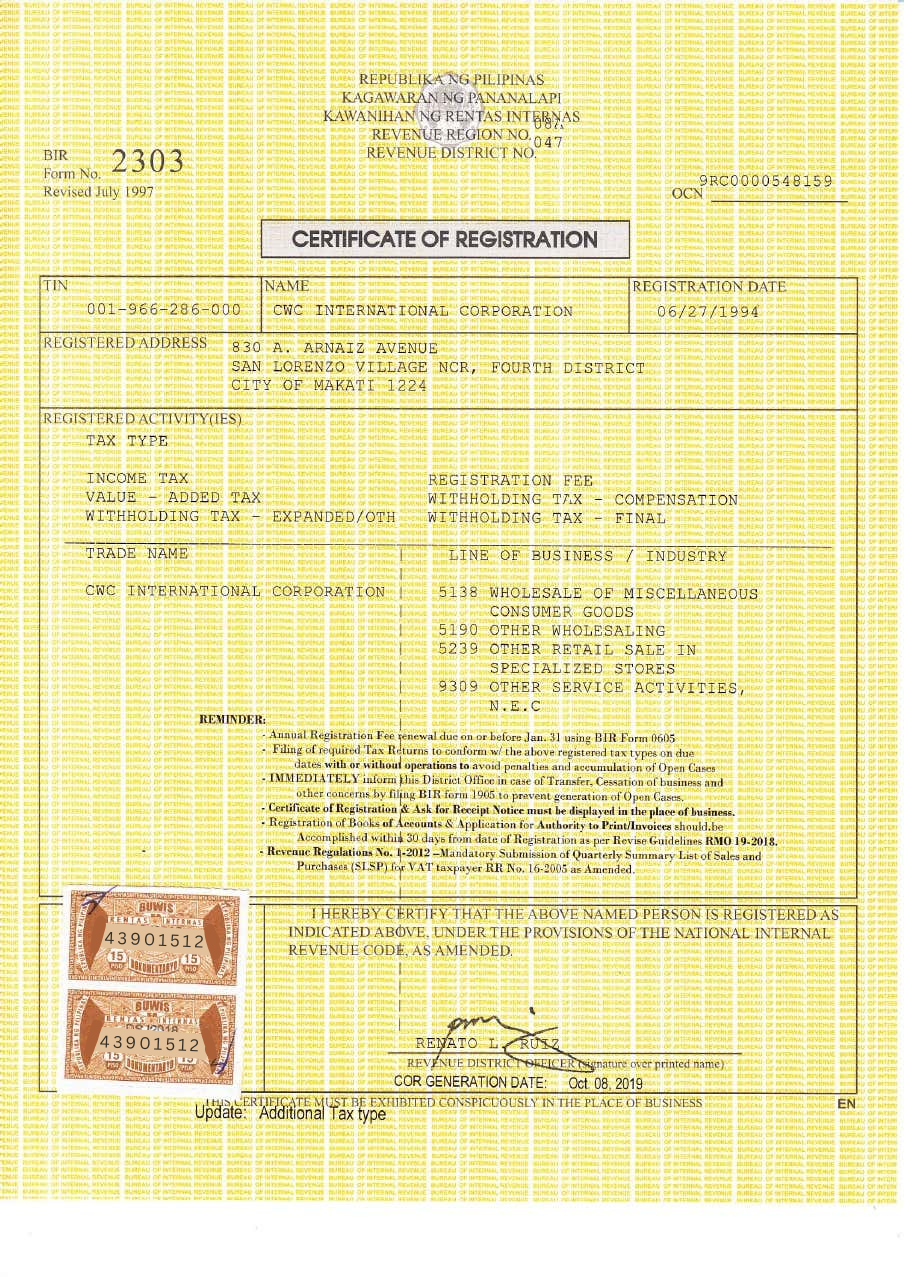 REPUBLIKA NG PILIPINAS
KAGAWARAN NG PANANALAPI
KAWANIHAN NG RENTAS INTERNAS
REVENUE REGION NO. 08A
REVENUE DISTRICT NO. 047
BIR
Form No. 2303
Revised July 1997
OCN 9RC0000548159
CERTIFICATE OF REGISTRATION
TIN NAME REGISTRATION DATE
001-966-286-000 CWC INTERNATIONAL CORPORATION 06/27/1994
REGISTERED ADDRESS 830 A. ARNAIZ AVENUE
SAN LORENZO VILLAGE NCR, FOURTH DISTRICT
CITY OF MAKATI 1224
REGISTERED ACTIVITY(IES)
TAX TYPE
INCOME TAX REGISTRATION FEE
VALUE - ADDED TAX WITHHOLDING TAX - COMPENSATION
WITHHOLDING TAX - EXPANDED/OTH WITHHOLDING TAX - FINAL
TRADE NAME LINE OF BUSINESS / INDUSTRY
CWC INTERNATIONAL CORPORATION 5138 WHOLESALE OF MISCELLANEOUS
CONSUMER GOODS
5190 OTHER WHOLESALING
5239 OTHER RETAIL SALE IN
SPECIALIZED STORES
9309 OTHER SERVICE ACTIVITIES,
N.E.C
REMINDER:
- Annual Registration Fee renewal due on or before Jan. 31 using BIR Form 0605
- Filing of required Tax Returns to conform w/ the above registered tax types on due
dates with or without operations to avoid penalties and accumulation of Open Cases
- IMMEDIATELY inform this District Office in case of Transfer, Cessation of business and
other concerns by filing BIR form 1905 to prevent generation of Open Cases.
- Certificate of Registration & Ask for Receipt Notice must be displayed in the place of business.
- Registration of Books of Accounts & Application for Authority to Print/Invoices should.be
Accomplished within 30 days from date of Registration as per Revise Guidelines RMO 19-2018.
- Revenue Regulations No. 1-2012 –Mandatory Submission of Quarterly Summary List of Sales and
Purchases (SLSP) for VAT taxpayer RR No. 16-2005 as Amended.
BUWIS
RENTAS INTERNAS
43901512
15 PISO DOKUMENTARYO 15 PISO
BUWIS
RENTAS INTERNAS
43901512
15 PISO DOKUMENTARYO 15 PISO
I HEREBY CERTIFY THAT THE ABOVE NAMED PERSON IS REGISTERED AS
INDICATED ABOVE, UNDER THE PROVISIONS OF THE NATIONAL INTERNAL
REVENUE CODE, AS AMENDED.
RENATO L. RUIZ
REVENUE DISTRICT OFFICER (signature over printed name)
COR GENERATION DATE: Oct. 08, 2019
THIS CERTIFICATE MUST BE EXHIBITED CONSPICUOUSLY IN THE PLACE OF BUSINESS EN
Update: Additional Tax type